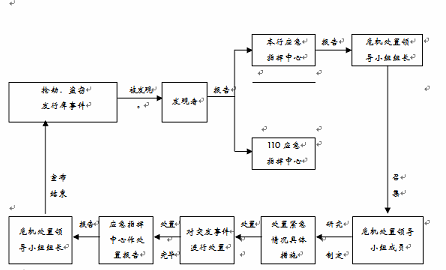 本行应急
指挥中心
报告
危机处置领
导小组组长
抢劫、盗窃
发行库事件
被发现
。
发现者
报告
110 应急
指挥中心
宣布
结束
召
集
危机处置领
导小组组长
报告
应急指挥
中心作处
置报告
处置
完毕
对突发事件
进行处置
处置
处置紧急
情况具体
措施
研究
制定
危机处置领导
小组成员